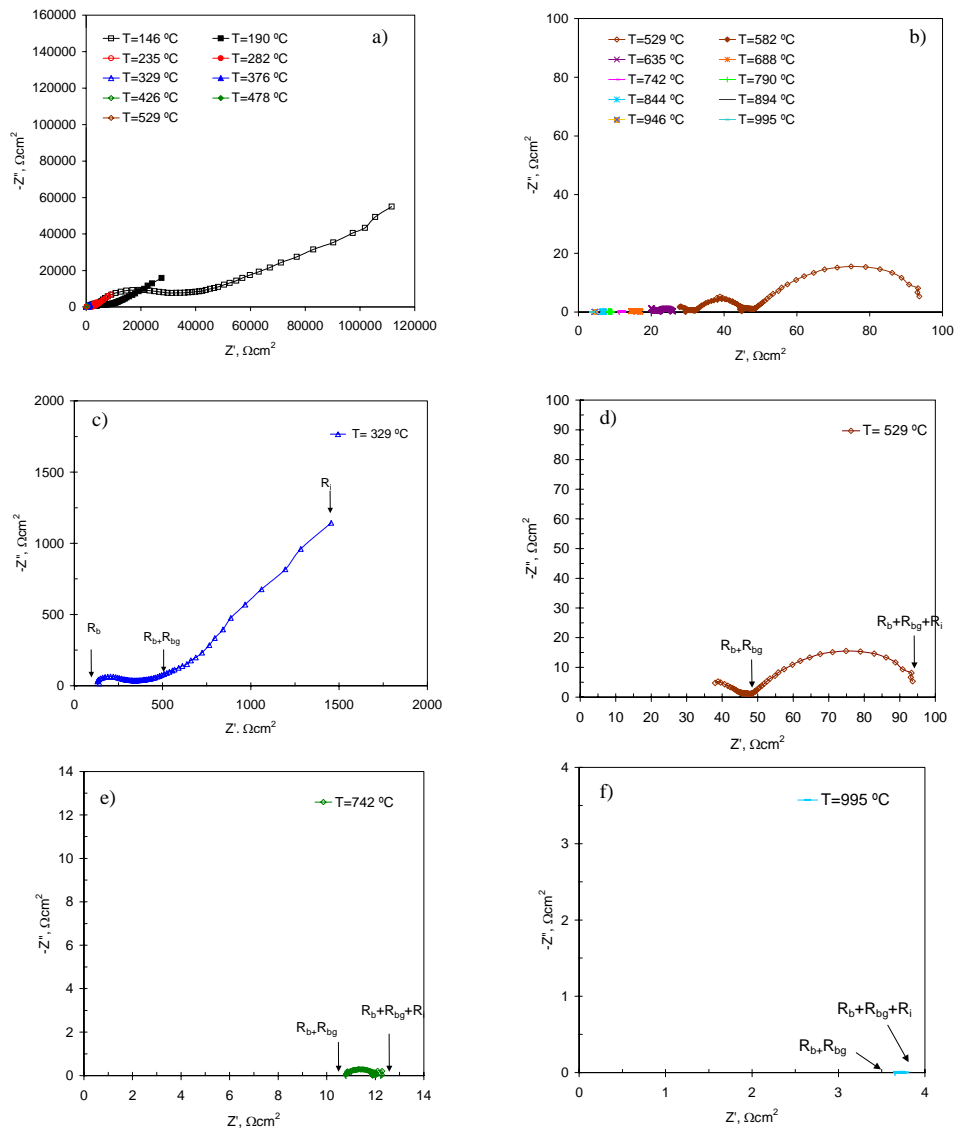 a)
T=146 ºC
T=190 ºC
T=235 ºC
T=282 ºC
T=329 ºC
T=376 ºC
T=426 ºC
T=478 ºC
T=529 ºC
-Z", Ωcm²
160000
140000
120000
100000
80000
60000
40000
20000
0
0 20000 40000 60000 80000 100000 120000
Z', Ωcm²
b)
T=529 ºC
T=582 ºC
T=635 ºC
T=688 ºC
T=742 ºC
T=790 ºC
T=844 ºC
T=894 ºC
T=946 ºC
T=995 ºC
-Z", Ωcm²
100
80
60
40
20
0
0 20 40 60 80 100
Z', Ωcm²
c)
T= 329 ºC
-Z", Ωcm²
2000
1500
1000
500
0
Rb
Rb+Rbg
Ri
0 500 1000 1500 2000
Z'. Ωcm²
d)
T= 529 ºC
-Z", Ωcm²
100
90
80
70
60
50
40
30
20
10
0
Rb+Rbg
Rb+Rbg+Ri
0 10 20 30 40 50 60 70 80 90 100
Z', Ωcm²
e)
T=742 ºC
-Z", Ωcm²
14
12
10
8
6
4
2
0
Rb+Rbg
Rb+Rbg+R
0 2 4 6 8 10 12 14
Z', Ωcm²
f)
T=995 ºC
-Z", Ωcm²
4
3
2
1
0
Rb+Rbg
Rb+Rbg+Ri
0 1 2 3 4
Z', Ωcm²